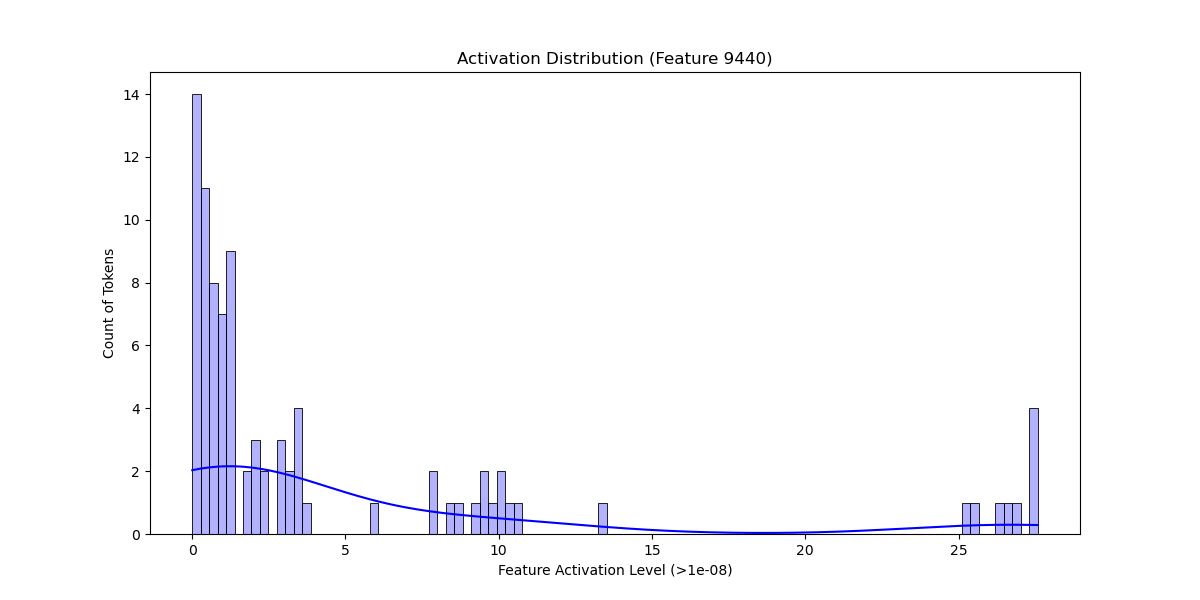 Activation Distribution (Feature 9440)
14
12
10
8
6
4
2
0
Count of Tokens
0 5 10 15 20 25
Feature Activation Level (>1e-08)